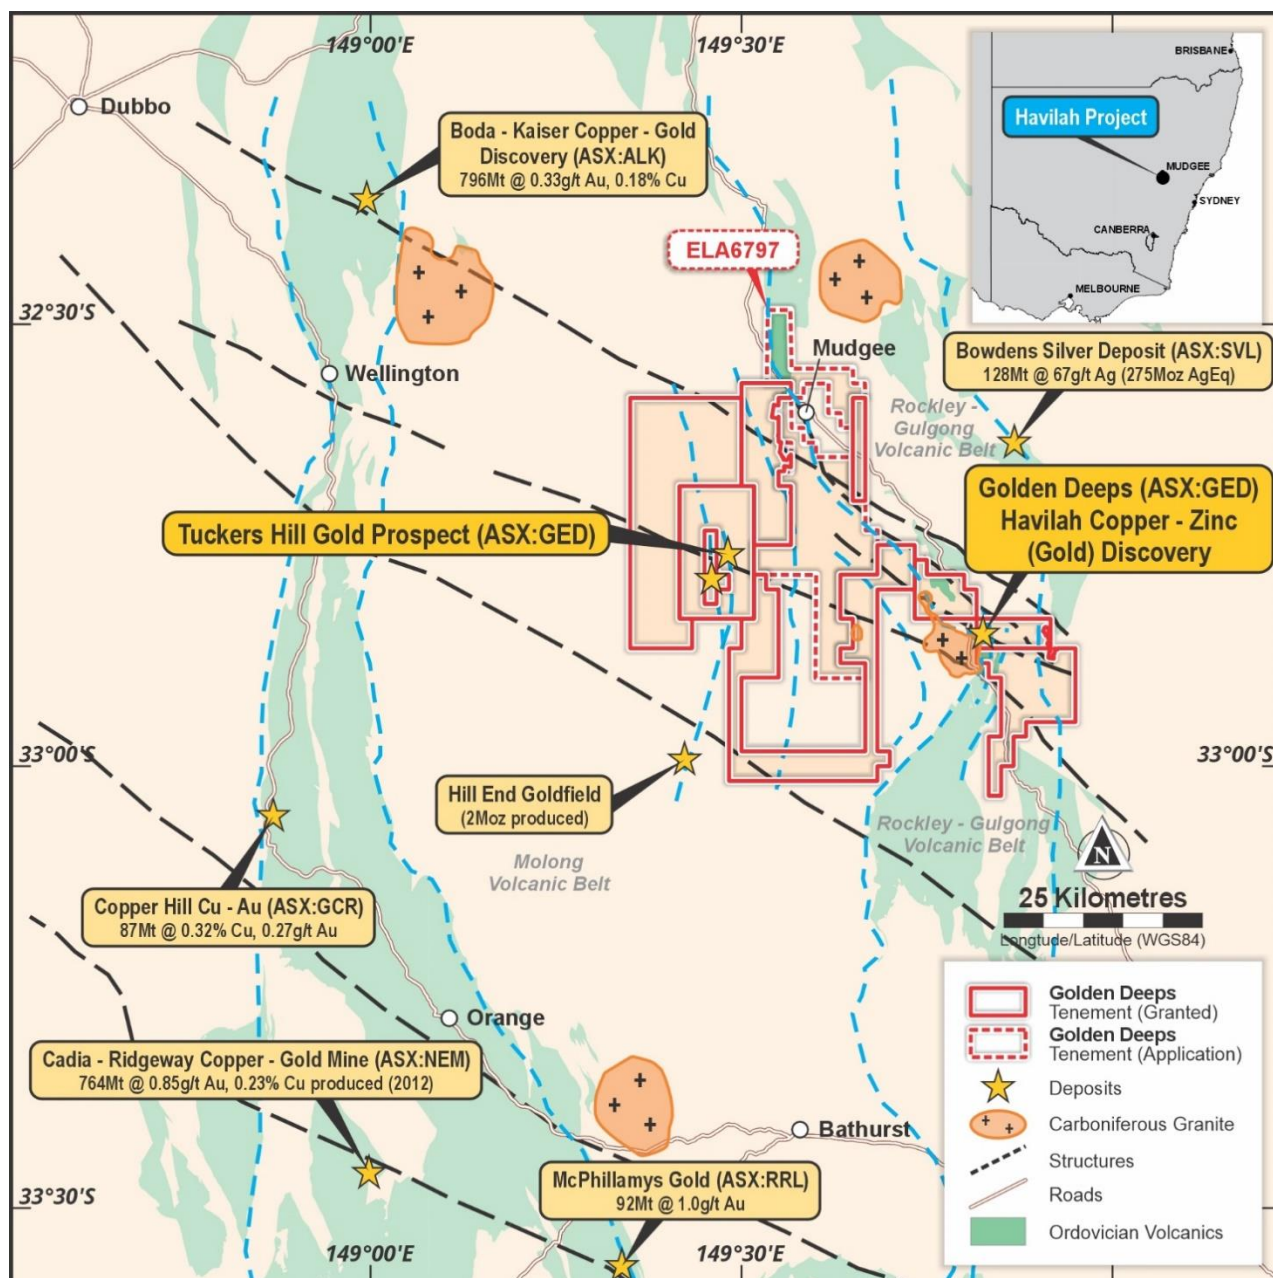 149°00'E
149°30'E
BRISBANE
Dubbo
Havilah Project
Boda - Kaiser Copper - Gold
Discovery (ASX:ALK)
796Mt @ 0.33g/t Au, 0.18% Cu
MUDGEE
SYDNEY
CANBERRA
MELBOURNE
ELA6797
32°30'S
Mudgee
Bowdens Silver Deposit (ASX:SVL)
128Mt @ 67g/t Ag (275Moz AgEq)
Wellington
Rockley -
Gulgong
Volcanic Belt
Golden Deeps (ASX:GED)
Havilah Copper - Zinc
(Gold) Discovery
Tuckers Hill Gold Prospect (ASX:GED)
33°00'S
33°00'S
Hill End Goldfield
(2Moz produced)
Rockley - Gulgong
Volcanic Belt
Molong
Volcanic Belt
N
25 Kilometres
Longtude/Latitude (WGS84)
Copper Hill Cu - Au (ASX:GCR)
87Mt @ 0.32% Cu, 0.27g/t Au
Orange
Cadia - Ridgeway Copper - Gold Mine (ASX:NEM)
764Mt @ 0.85g/t Au, 0.23% Cu produced (2012)
Bathurst
McPhillamys Gold (ASX:RRL)
92Mt @ 1.0g/t Au
33°30'S
149°00'E
149°30'E
Golden Deeps
Tenement (Granted)
Golden Deeps
Tenement (Application)
Deposits
Carboniferous Granite
Structures
Roads
Ordovician Volcanics